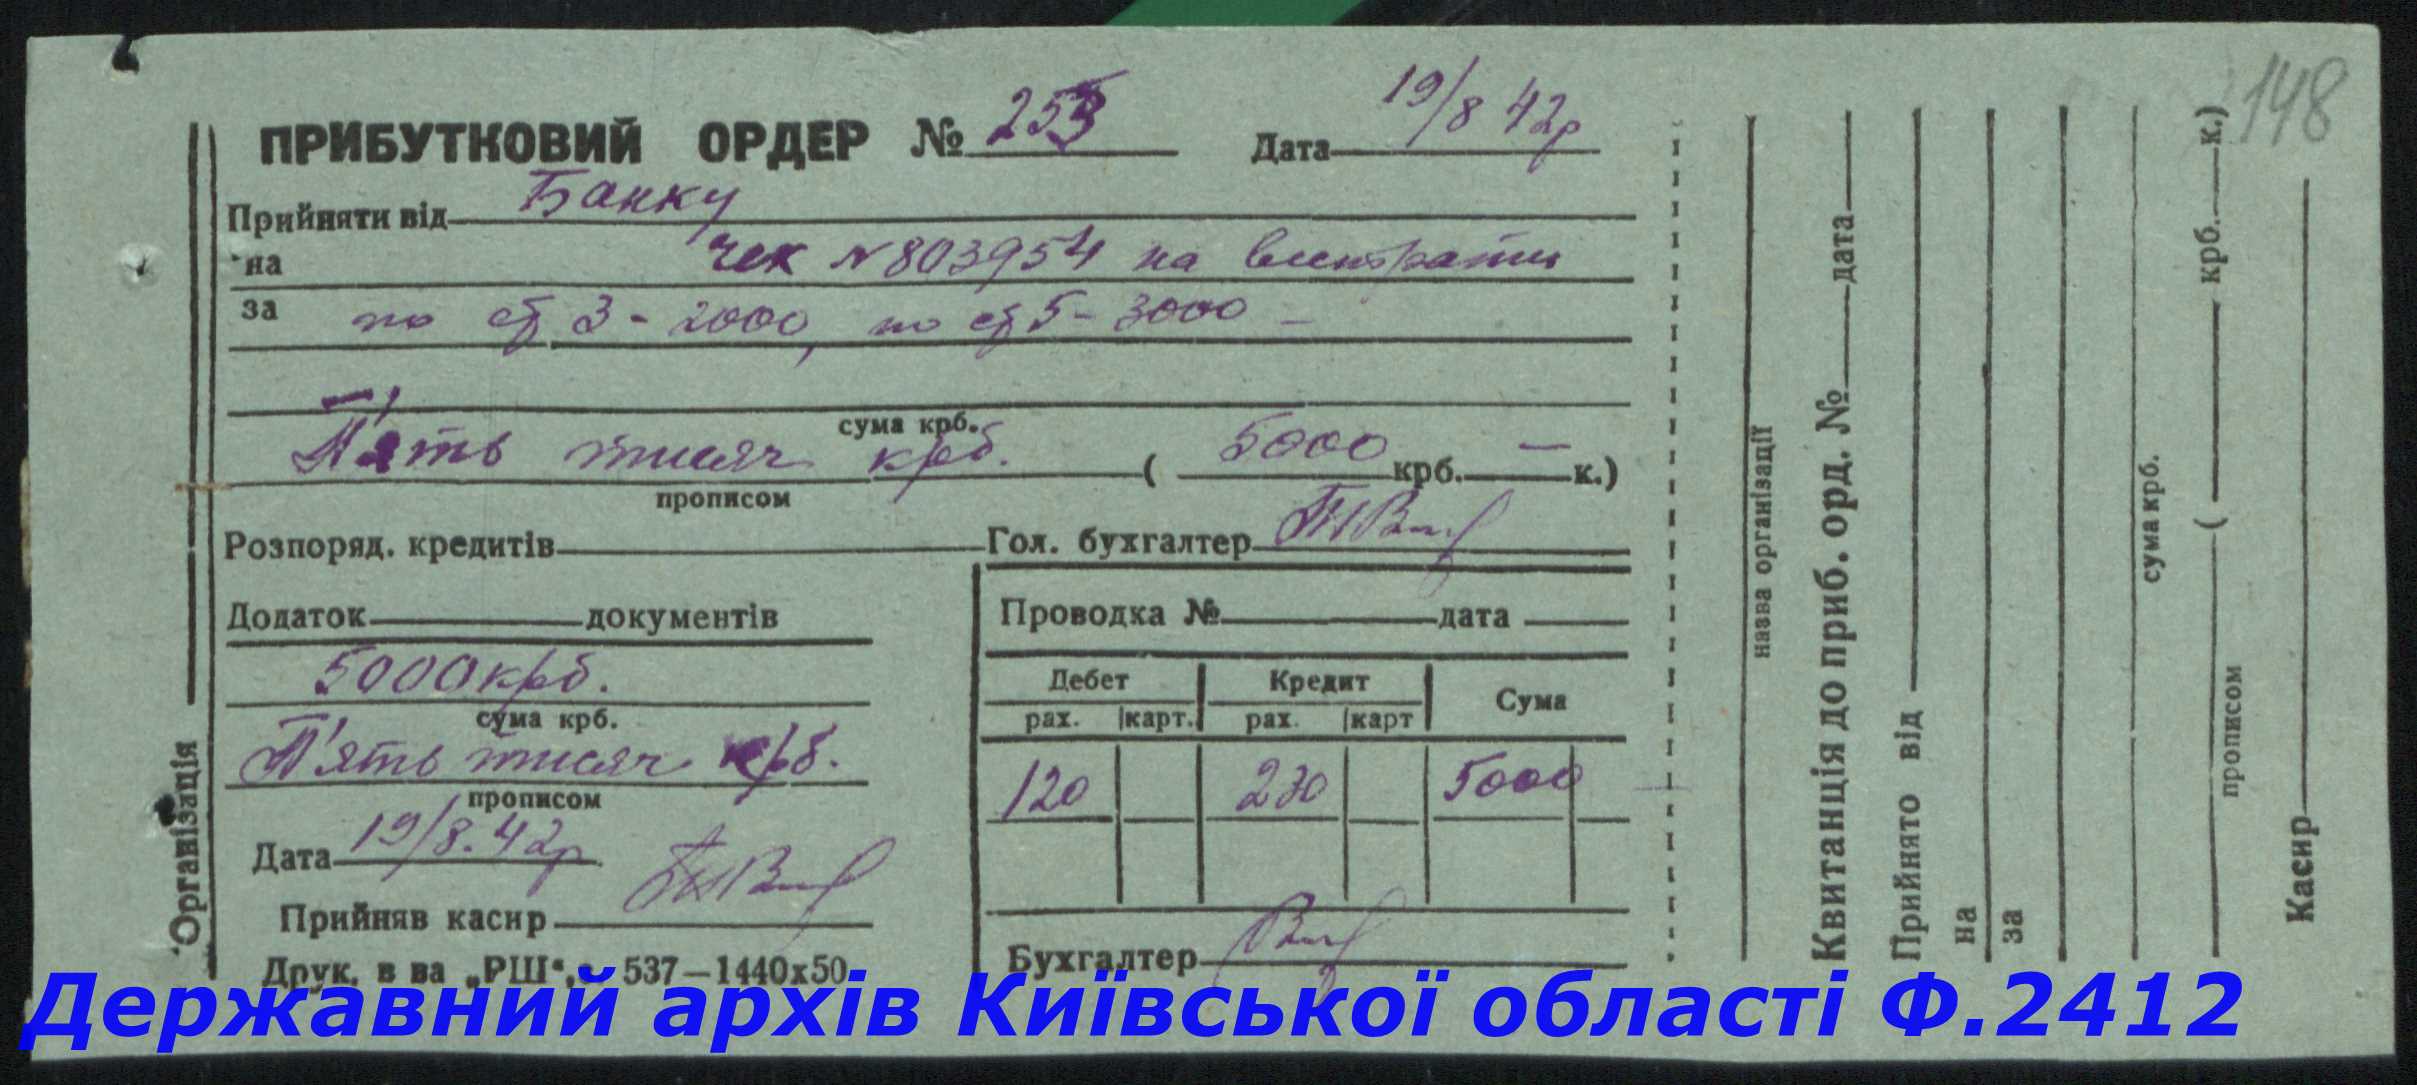 148
ПРИБУТКОВИЙ ОРДЕР № 255 Дата 19/8 42р
Прийняти від Банку
на чек N 803954 на витрати
за по ст 3 - 2000, по ст 5 - 3000 -
сума крб.
П'ять тисяч крб. ( 5000 крб. — к.)
прописом
Розпоряд. кредитів Гол. бухгалтер
Додаток документів
5000 крб.
сума крб.
П'ять тисяч крб.
прописом
Дата 19/8. 42р
Прийняв касир
Друк. в ва „РШ“, з. 537—1440х50
Проводка № дата
Дебет Кредит Сума
рах. карт. рах. карт
120 230 5000
Бухгалтер
Організація
назва організації
Квитанція до приб. орд. № дата
Прийнято від
на
за
сума крб.
( крб. к.)
прописом
Касир
Державний архів Київської області Ф.2412